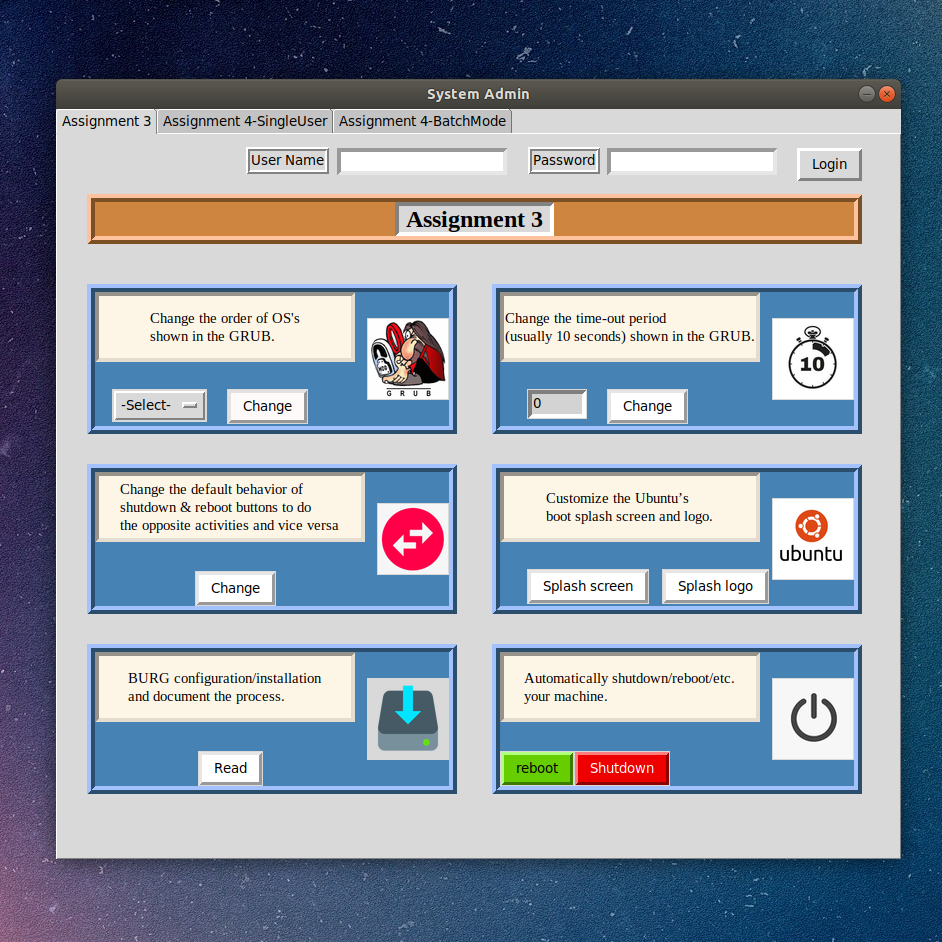 System Admin
Assignment 3 Assignment 4-SingleUser Assignment 4-BatchMode
User Name Password Login
Assignment 3
Change the order of OS's
shown in the GRUB.
GRUB
-Select- Change
Change the time-out period
(usually 10 seconds) shown in the GRUB.
10
0 Change
Change the default behavior of
shutdown & reboot buttons to do
the opposite activities and vice versa
Change
Customize the Ubuntu’s
boot splash screen and logo.
ubuntu
Splash screen Splash logo
BURG configuration/installation
and document the process.
Read
Automatically shutdown/reboot/etc.
your machine.
reboot Shutdown